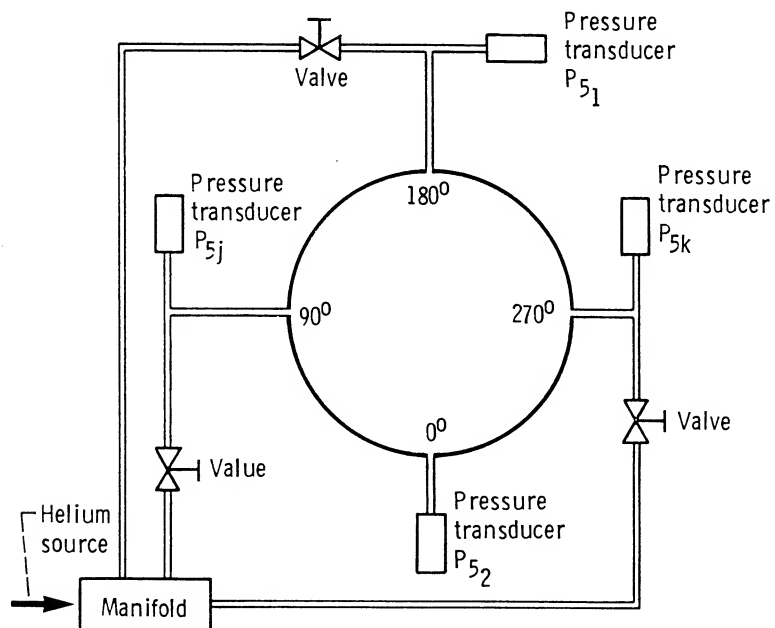 Pressure
transducer
P5₁
Valve
180⁰
Pressure
transducer
P5j
Pressure
transducer
P5k
90⁰
270⁰
0⁰
Valve
Value
Pressure
transducer
P5₂
Helium
source
Manifold